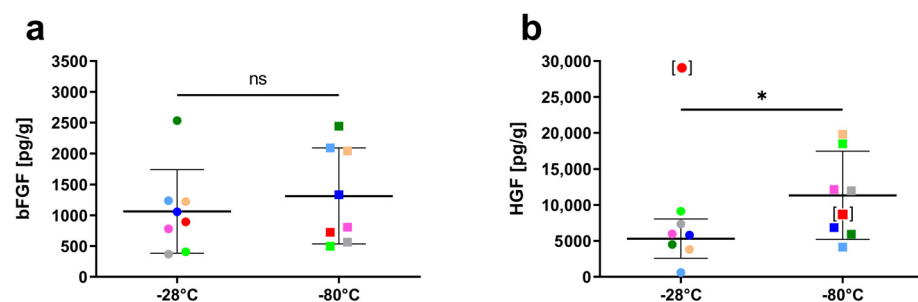 a
bFGF [pg/g]
3500
3000
2500
2000
1500
1000
500
0
ns
-28°C
-80°C
b
HGF [pg/g]
30,000
25,000
20,000
15,000
10,000
5000
0
[ ]
*
[ ]
-28°C
-80°C